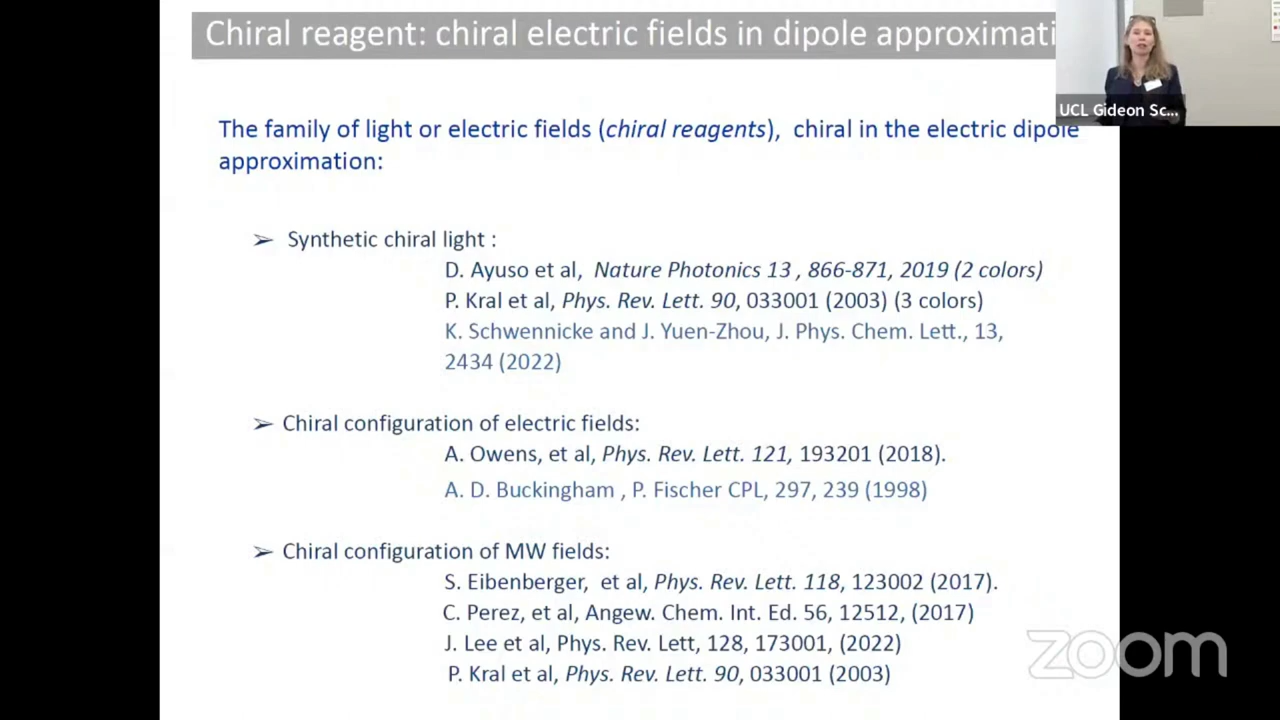 Chiral reagent: chiral electric fields in dipole approximati
UCL Gideon Sc...
The family of light or electric fields (chiral reagents), chiral in the electric dipole
approximation:
➢ Synthetic chiral light :
D. Ayuso et al, Nature Photonics 13 , 866-871, 2019 (2 colors)
P. Kral et al, Phys. Rev. Lett. 90, 033001 (2003) (3 colors)
K. Schwennicke and J. Yuen-Zhou, J. Phys. Chem. Lett., 13,
2434 (2022)
➢ Chiral configuration of electric fields:
A. Owens, et al, Phys. Rev. Lett. 121, 193201 (2018).
A. D. Buckingham , P. Fischer CPL, 297, 239 (1998)
➢ Chiral configuration of MW fields:
S. Eibenberger, et al, Phys. Rev. Lett. 118, 123002 (2017).
C. Perez, et al, Angew. Chem. Int. Ed. 56, 12512, (2017)
J. Lee et al, Phys. Rev. Lett, 128, 173001, (2022)
P. Kral et al, Phys. Rev. Lett. 90, 033001 (2003)
zoom